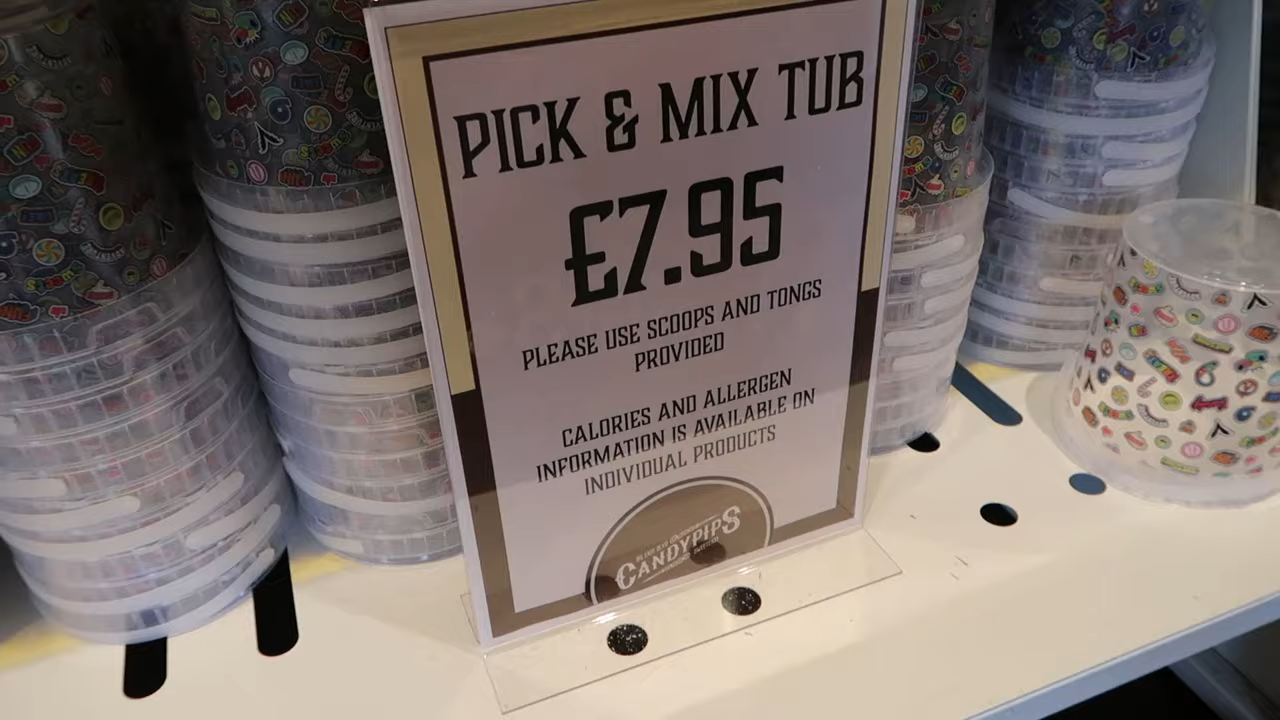 PICK & MIX TUB
£7.95
PLEASE USE SCOOPS AND TONGS
PROVIDED
CALORIES AND ALLERGEN
INFORMATION IS AVAILABLE ON
INDIVIDUAL PRODUCTS
CANDYPIPS